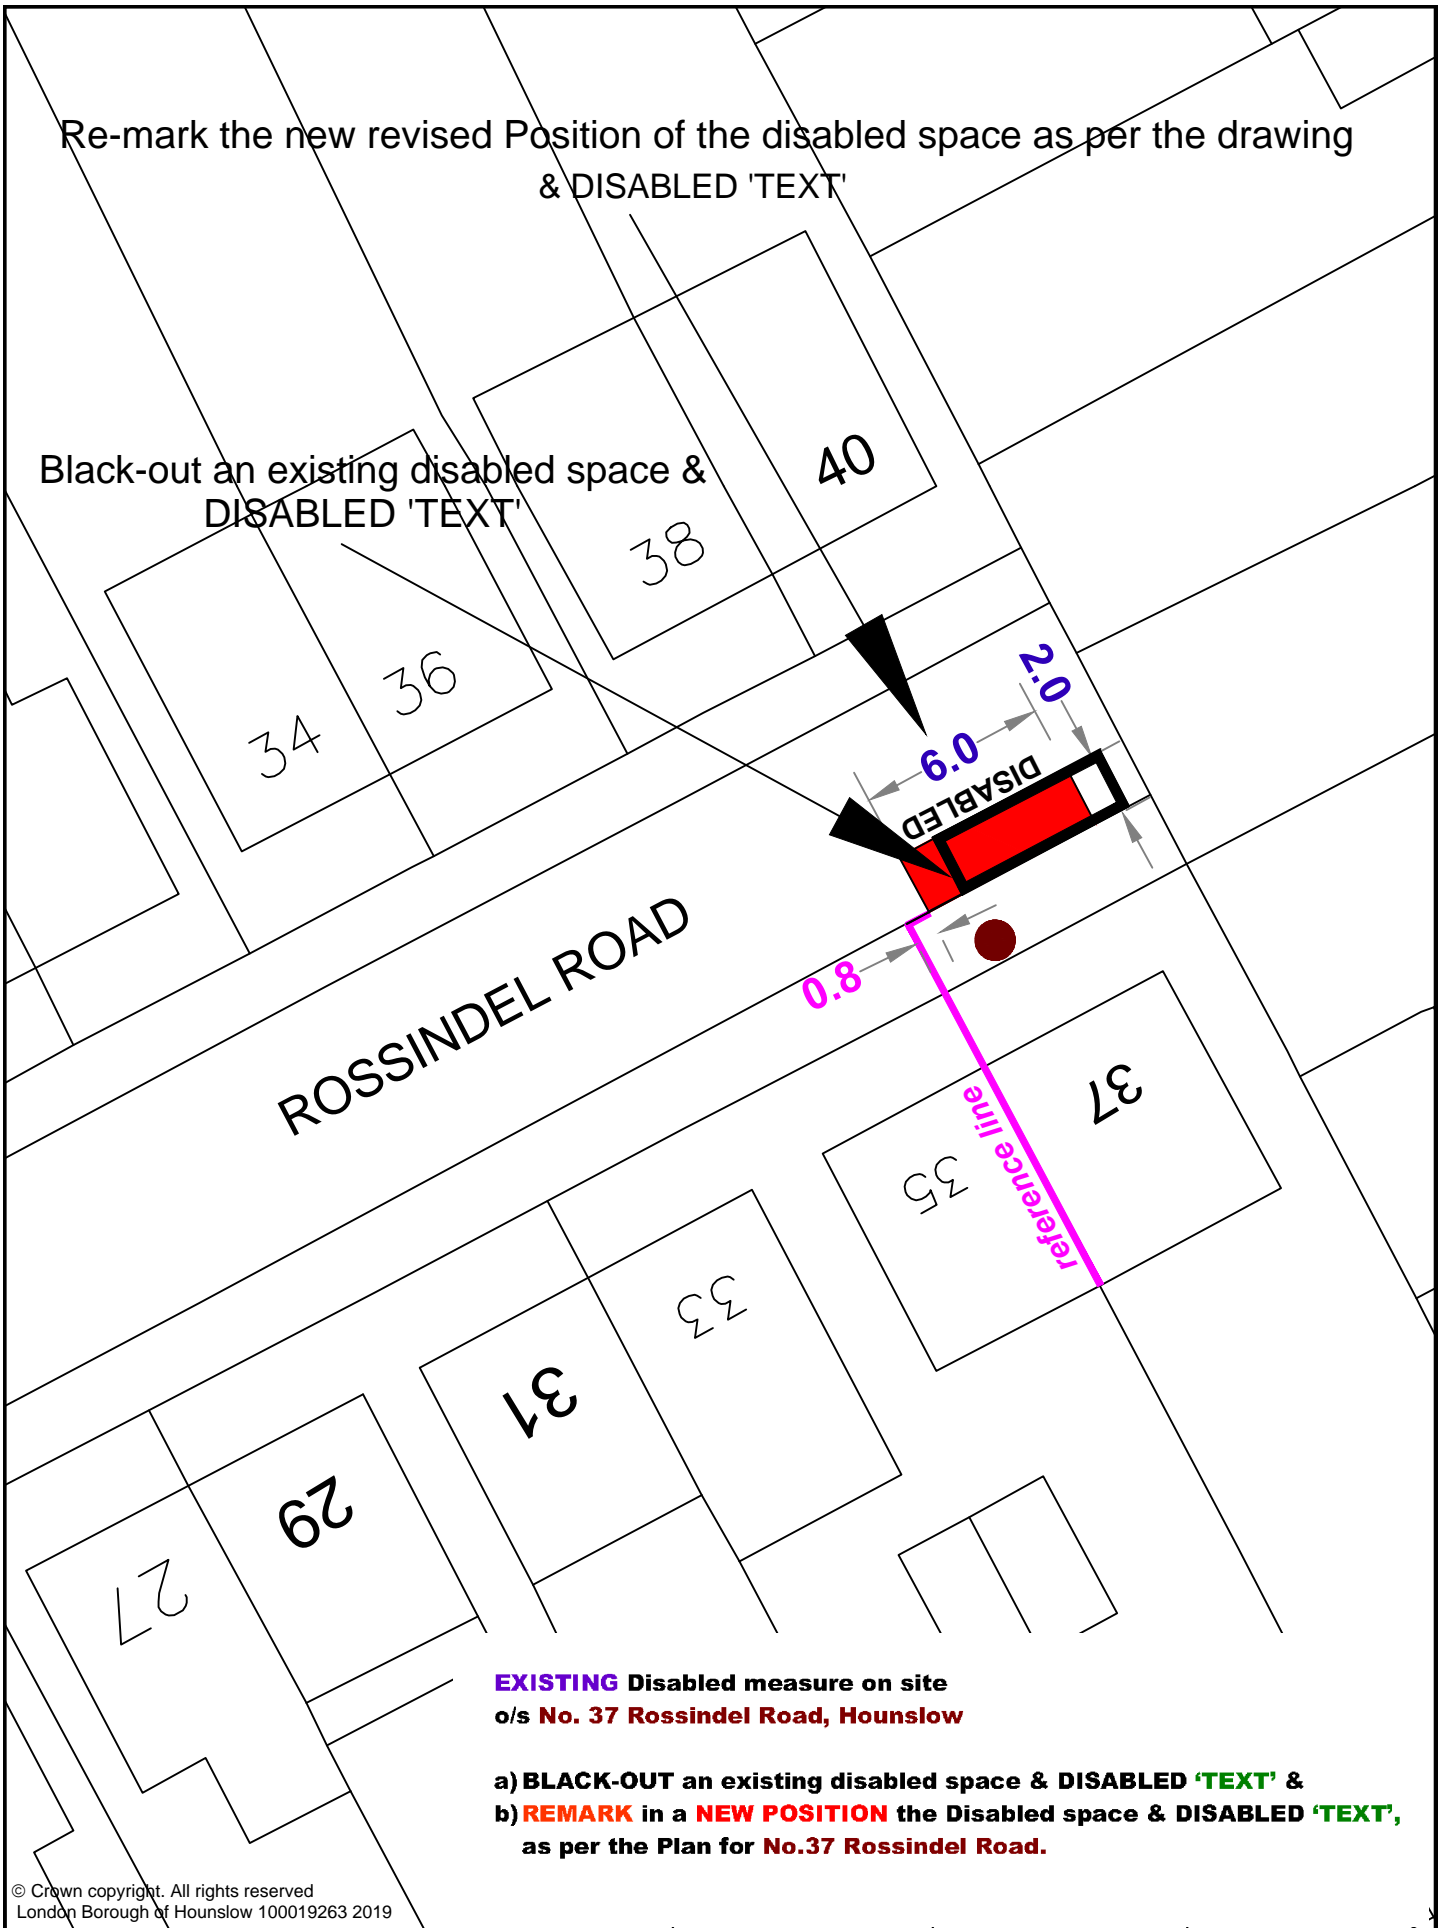 Re-mark the new revised Position of the disabled space as per the drawing
& DISABLED 'TEXT'
Black-out an existing disabled space &
DISABLED 'TEXT'
40
38
36
34
2.0
6.0
DISABLED
ROSSINDEL ROAD
0.8
reference line
37
35
33
31
29
27
EXISTING Disabled measure on site
o/s No. 37 Rossindel Road, Hounslow
a) BLACK-OUT an existing disabled space & DISABLED ‘TEXT’ &
b) REMARK in a NEW POSITION the Disabled space & DISABLED ‘TEXT’,
as per the Plan for No.37 Rossindel Road.
© Crown copyright. All rights reserved
London Borough of Hounslow 100019263 2019